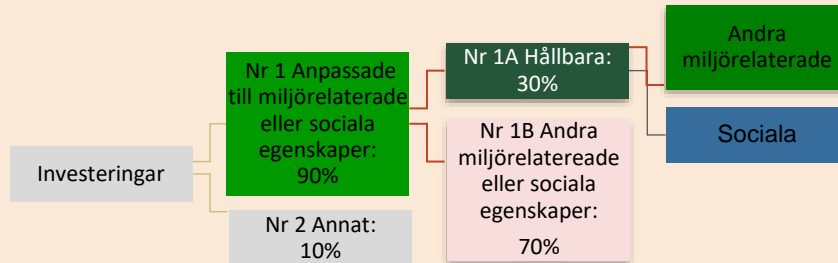 Investeringar
Nr 1 Anpassade
till miljörelaterade
eller sociala
egenskaper:
90%
Nr 2 Annat:
10%
Nr 1A Hållbara:
30%
Nr 1B Andra
miljörelatereade
eller sociala
egenskaper:
70%
Andra
miljörelaterade
Sociala